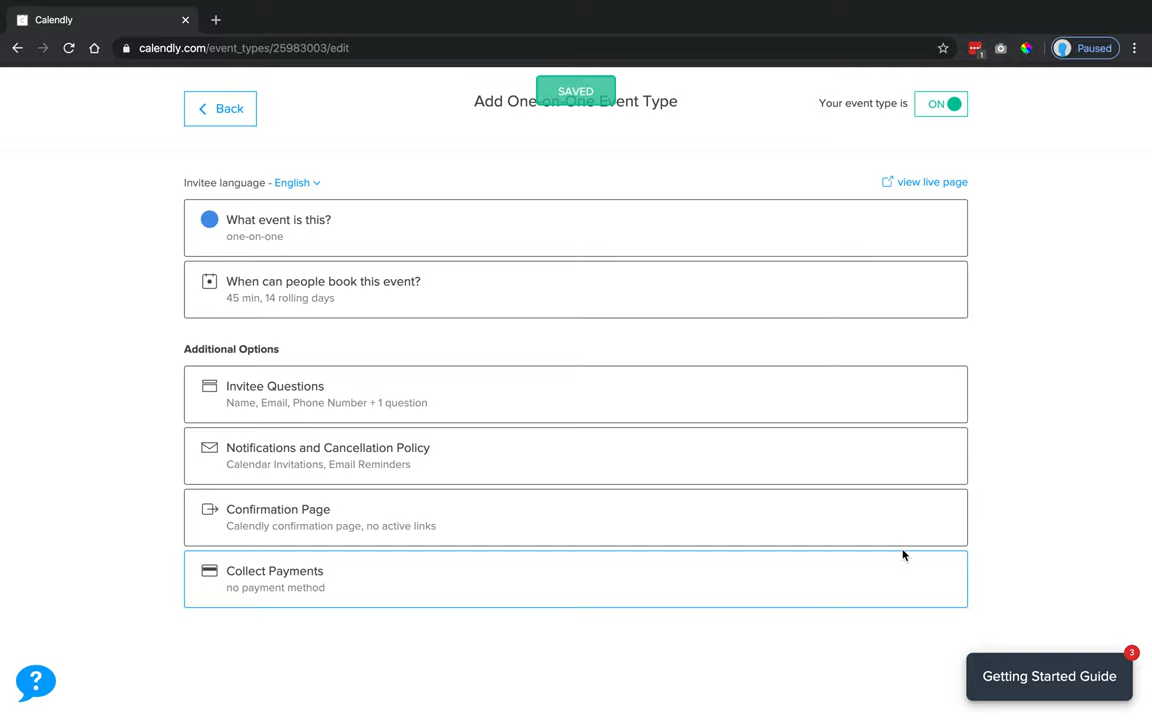 Calendly
calendly.com/event_types/25983003/edit
1
Paused
SAVED
Back
Add One-on-One Event Type
Your event type is
ON
Invitee language - English
view live page
What event is this?
one-on-one
When can people book this event?
45 min, 14 rolling days
Additional Options
Invitee Questions
Name, Email, Phone Number + 1 question
Notifications and Cancellation Policy
Calendar Invitations, Email Reminders
Confirmation Page
Calendly confirmation page, no active links
Collect Payments
no payment method
?
3
Getting Started Guide